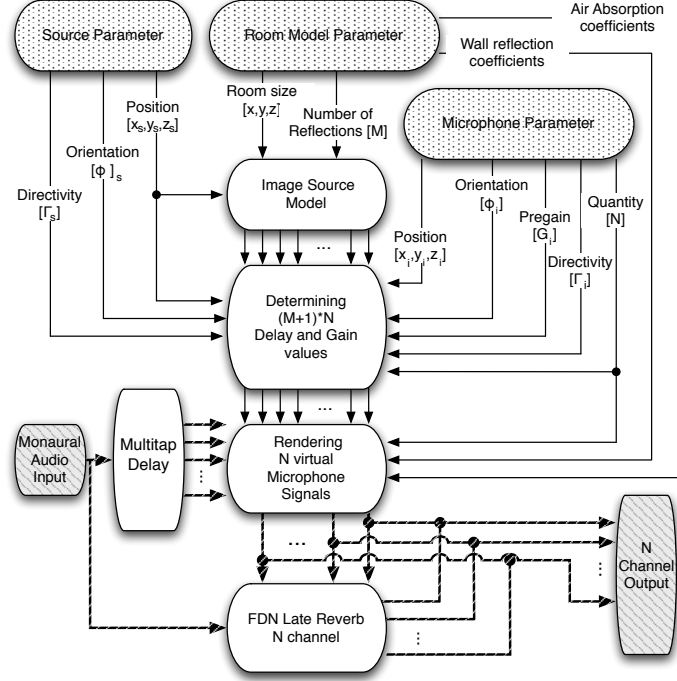 Source Parameter
Room Model Parameter
Air Absorption
coefficients
Wall reflection
coefficients
Room size
[x,y,z]
Number of
Reflections [M]
Position
[xs,ys,zs]
Orientation
[ϕ ]s
Directivity
[Γs]
Microphone Parameter
Image Source
Model
Orientation
[ϕi]
Quantity
[N]
Pregain
[Gi]
Position
[xi,yi,zi]
Directivity
[Γi]
...
Determining
(M+1)*N
Delay and Gain
values
...
Monaural
Audio
Input
Multitap
Delay
...
Rendering
N virtual
Microphone
Signals
...
N
Channel
Output
...
FDN Late Reverb
N channel
...